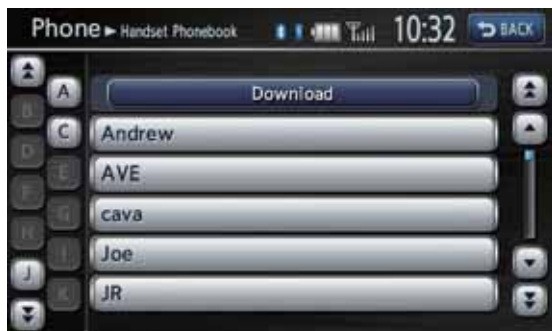 Phone ► Handset Phonebook 10:32 BACK
Download
A
B
C
Andrew
D
E
AVE
F
G
cava
H
I
Joe
J
K
JR